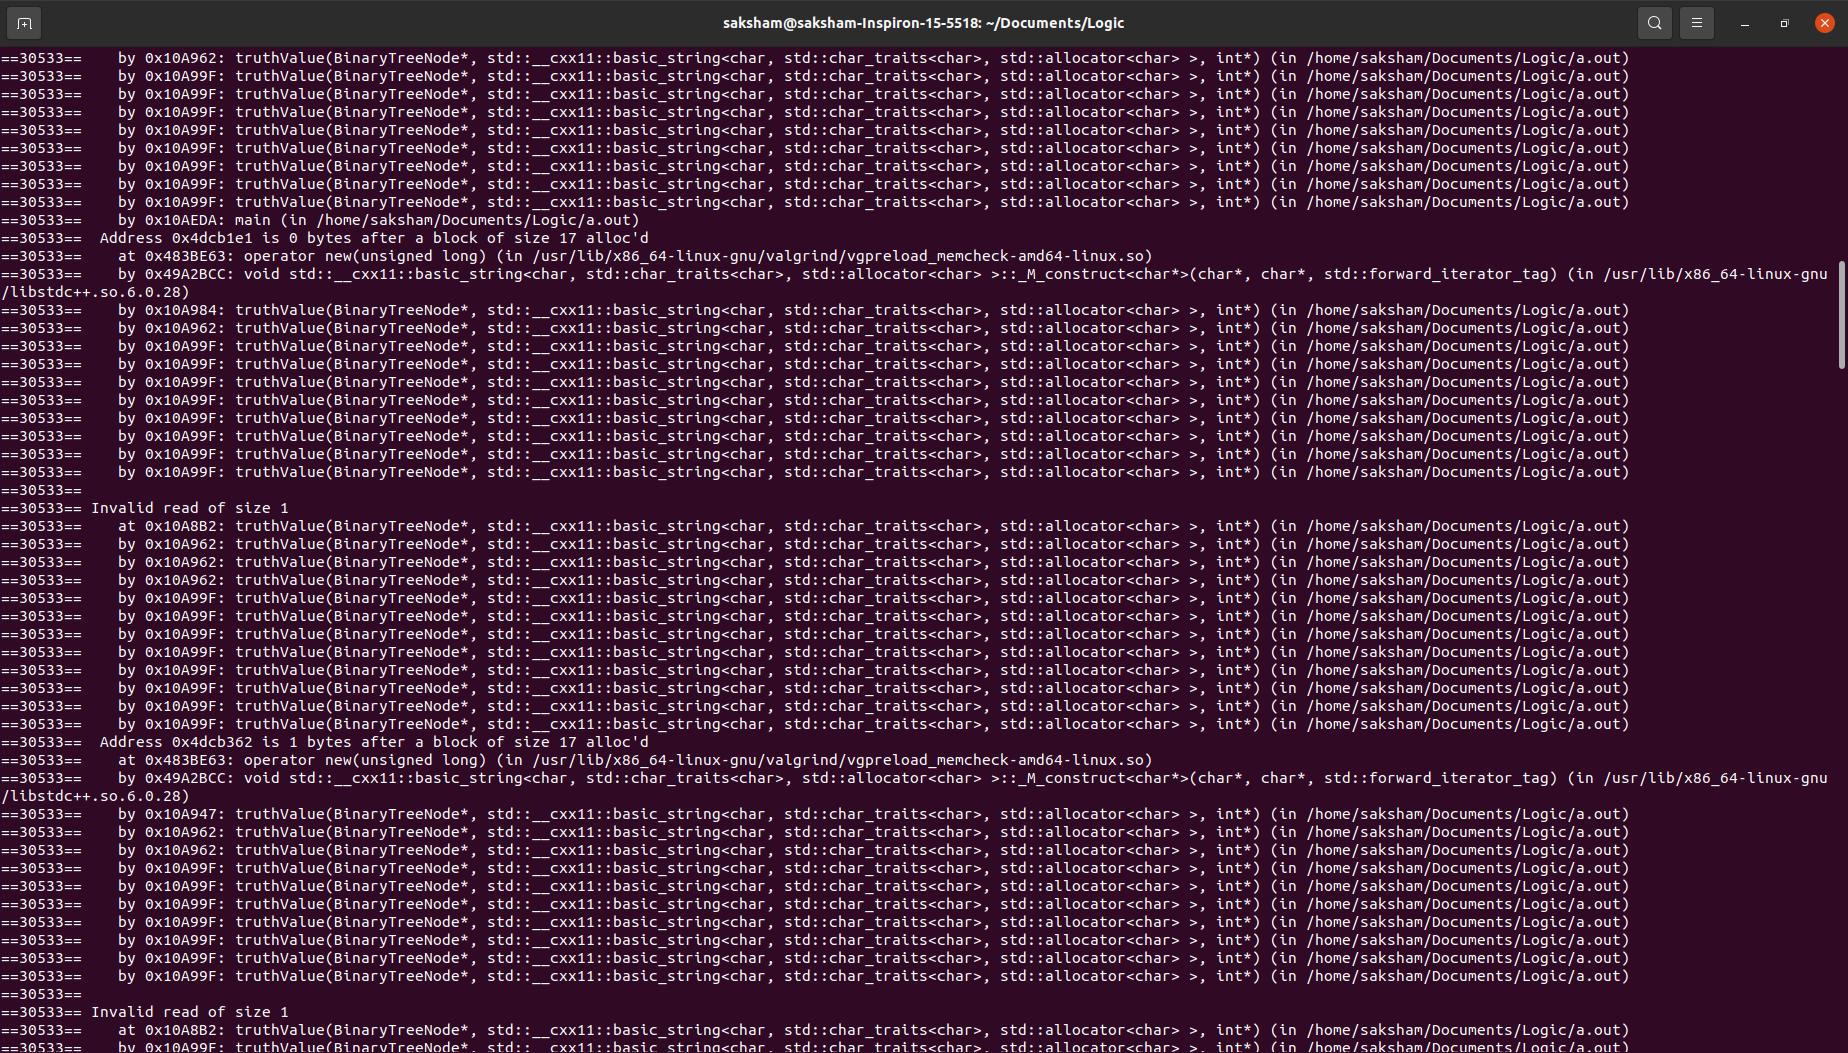 saksham@saksham-Inspiron-15-5518: ~/Documents/Logic
==30533==    by 0x10A962: truthValue(BinaryTreeNode*, std::__cxx11::basic_string<char, std::char_traits<char>, std::allocator<char> >, int*) (in /home/saksham/Documents/Logic/a.out)
==30533==    by 0x10A99F: truthValue(BinaryTreeNode*, std::__cxx11::basic_string<char, std::char_traits<char>, std::allocator<char> >, int*) (in /home/saksham/Documents/Logic/a.out)
==30533==    by 0x10A99F: truthValue(BinaryTreeNode*, std::__cxx11::basic_string<char, std::char_traits<char>, std::allocator<char> >, int*) (in /home/saksham/Documents/Logic/a.out)
==30533==    by 0x10A99F: truthValue(BinaryTreeNode*, std::__cxx11::basic_string<char, std::char_traits<char>, std::allocator<char> >, int*) (in /home/saksham/Documents/Logic/a.out)
==30533==    by 0x10A99F: truthValue(BinaryTreeNode*, std::__cxx11::basic_string<char, std::char_traits<char>, std::allocator<char> >, int*) (in /home/saksham/Documents/Logic/a.out)
==30533==    by 0x10A99F: truthValue(BinaryTreeNode*, std::__cxx11::basic_string<char, std::char_traits<char>, std::allocator<char> >, int*) (in /home/saksham/Documents/Logic/a.out)
==30533==    by 0x10A99F: truthValue(BinaryTreeNode*, std::__cxx11::basic_string<char, std::char_traits<char>, std::allocator<char> >, int*) (in /home/saksham/Documents/Logic/a.out)
==30533==    by 0x10A99F: truthValue(BinaryTreeNode*, std::__cxx11::basic_string<char, std::char_traits<char>, std::allocator<char> >, int*) (in /home/saksham/Documents/Logic/a.out)
==30533==    by 0x10A99F: truthValue(BinaryTreeNode*, std::__cxx11::basic_string<char, std::char_traits<char>, std::allocator<char> >, int*) (in /home/saksham/Documents/Logic/a.out)
==30533==    by 0x10AEDA: main (in /home/saksham/Documents/Logic/a.out)
==30533==  Address 0x4dcb1e1 is 0 bytes after a block of size 17 alloc'd
==30533==    at 0x483BE63: operator new(unsigned long) (in /usr/lib/x86_64-linux-gnu/valgrind/vgpreload_memcheck-amd64-linux.so)
==30533==    by 0x49A2BCC: void std::__cxx11::basic_string<char, std::char_traits<char>, std::allocator<char> >::_M_construct<char*>(char*, char*, std::forward_iterator_tag) (in /usr/lib/x86_64-linux-gnu
/libstdc++.so.6.0.28)
==30533==    by 0x10A984: truthValue(BinaryTreeNode*, std::__cxx11::basic_string<char, std::char_traits<char>, std::allocator<char> >, int*) (in /home/saksham/Documents/Logic/a.out)
==30533==    by 0x10A962: truthValue(BinaryTreeNode*, std::__cxx11::basic_string<char, std::char_traits<char>, std::allocator<char> >, int*) (in /home/saksham/Documents/Logic/a.out)
==30533==    by 0x10A99F: truthValue(BinaryTreeNode*, std::__cxx11::basic_string<char, std::char_traits<char>, std::allocator<char> >, int*) (in /home/saksham/Documents/Logic/a.out)
==30533==    by 0x10A99F: truthValue(BinaryTreeNode*, std::__cxx11::basic_string<char, std::char_traits<char>, std::allocator<char> >, int*) (in /home/saksham/Documents/Logic/a.out)
==30533==    by 0x10A99F: truthValue(BinaryTreeNode*, std::__cxx11::basic_string<char, std::char_traits<char>, std::allocator<char> >, int*) (in /home/saksham/Documents/Logic/a.out)
==30533==    by 0x10A99F: truthValue(BinaryTreeNode*, std::__cxx11::basic_string<char, std::char_traits<char>, std::allocator<char> >, int*) (in /home/saksham/Documents/Logic/a.out)
==30533==    by 0x10A99F: truthValue(BinaryTreeNode*, std::__cxx11::basic_string<char, std::char_traits<char>, std::allocator<char> >, int*) (in /home/saksham/Documents/Logic/a.out)
==30533==    by 0x10A99F: truthValue(BinaryTreeNode*, std::__cxx11::basic_string<char, std::char_traits<char>, std::allocator<char> >, int*) (in /home/saksham/Documents/Logic/a.out)
==30533==    by 0x10A99F: truthValue(BinaryTreeNode*, std::__cxx11::basic_string<char, std::char_traits<char>, std::allocator<char> >, int*) (in /home/saksham/Documents/Logic/a.out)
==30533==    by 0x10A99F: truthValue(BinaryTreeNode*, std::__cxx11::basic_string<char, std::char_traits<char>, std::allocator<char> >, int*) (in /home/saksham/Documents/Logic/a.out)
==30533==
==30533== Invalid read of size 1
==30533==    at 0x10A8B2: truthValue(BinaryTreeNode*, std::__cxx11::basic_string<char, std::char_traits<char>, std::allocator<char> >, int*) (in /home/saksham/Documents/Logic/a.out)
==30533==    by 0x10A962: truthValue(BinaryTreeNode*, std::__cxx11::basic_string<char, std::char_traits<char>, std::allocator<char> >, int*) (in /home/saksham/Documents/Logic/a.out)
==30533==    by 0x10A962: truthValue(BinaryTreeNode*, std::__cxx11::basic_string<char, std::char_traits<char>, std::allocator<char> >, int*) (in /home/saksham/Documents/Logic/a.out)
==30533==    by 0x10A962: truthValue(BinaryTreeNode*, std::__cxx11::basic_string<char, std::char_traits<char>, std::allocator<char> >, int*) (in /home/saksham/Documents/Logic/a.out)
==30533==    by 0x10A99F: truthValue(BinaryTreeNode*, std::__cxx11::basic_string<char, std::char_traits<char>, std::allocator<char> >, int*) (in /home/saksham/Documents/Logic/a.out)
==30533==    by 0x10A99F: truthValue(BinaryTreeNode*, std::__cxx11::basic_string<char, std::char_traits<char>, std::allocator<char> >, int*) (in /home/saksham/Documents/Logic/a.out)
==30533==    by 0x10A99F: truthValue(BinaryTreeNode*, std::__cxx11::basic_string<char, std::char_traits<char>, std::allocator<char> >, int*) (in /home/saksham/Documents/Logic/a.out)
==30533==    by 0x10A99F: truthValue(BinaryTreeNode*, std::__cxx11::basic_string<char, std::char_traits<char>, std::allocator<char> >, int*) (in /home/saksham/Documents/Logic/a.out)
==30533==    by 0x10A99F: truthValue(BinaryTreeNode*, std::__cxx11::basic_string<char, std::char_traits<char>, std::allocator<char> >, int*) (in /home/saksham/Documents/Logic/a.out)
==30533==    by 0x10A99F: truthValue(BinaryTreeNode*, std::__cxx11::basic_string<char, std::char_traits<char>, std::allocator<char> >, int*) (in /home/saksham/Documents/Logic/a.out)
==30533==    by 0x10A99F: truthValue(BinaryTreeNode*, std::__cxx11::basic_string<char, std::char_traits<char>, std::allocator<char> >, int*) (in /home/saksham/Documents/Logic/a.out)
==30533==    by 0x10A99F: truthValue(BinaryTreeNode*, std::__cxx11::basic_string<char, std::char_traits<char>, std::allocator<char> >, int*) (in /home/saksham/Documents/Logic/a.out)
==30533==  Address 0x4dcb362 is 1 bytes after a block of size 17 alloc'd
==30533==    at 0x483BE63: operator new(unsigned long) (in /usr/lib/x86_64-linux-gnu/valgrind/vgpreload_memcheck-amd64-linux.so)
==30533==    by 0x49A2BCC: void std::__cxx11::basic_string<char, std::char_traits<char>, std::allocator<char> >::_M_construct<char*>(char*, char*, std::forward_iterator_tag) (in /usr/lib/x86_64-linux-gnu
/libstdc++.so.6.0.28)
==30533==    by 0x10A947: truthValue(BinaryTreeNode*, std::__cxx11::basic_string<char, std::char_traits<char>, std::allocator<char> >, int*) (in /home/saksham/Documents/Logic/a.out)
==30533==    by 0x10A962: truthValue(BinaryTreeNode*, std::__cxx11::basic_string<char, std::char_traits<char>, std::allocator<char> >, int*) (in /home/saksham/Documents/Logic/a.out)
==30533==    by 0x10A962: truthValue(BinaryTreeNode*, std::__cxx11::basic_string<char, std::char_traits<char>, std::allocator<char> >, int*) (in /home/saksham/Documents/Logic/a.out)
==30533==    by 0x10A99F: truthValue(BinaryTreeNode*, std::__cxx11::basic_string<char, std::char_traits<char>, std::allocator<char> >, int*) (in /home/saksham/Documents/Logic/a.out)
==30533==    by 0x10A99F: truthValue(BinaryTreeNode*, std::__cxx11::basic_string<char, std::char_traits<char>, std::allocator<char> >, int*) (in /home/saksham/Documents/Logic/a.out)
==30533==    by 0x10A99F: truthValue(BinaryTreeNode*, std::__cxx11::basic_string<char, std::char_traits<char>, std::allocator<char> >, int*) (in /home/saksham/Documents/Logic/a.out)
==30533==    by 0x10A99F: truthValue(BinaryTreeNode*, std::__cxx11::basic_string<char, std::char_traits<char>, std::allocator<char> >, int*) (in /home/saksham/Documents/Logic/a.out)
==30533==    by 0x10A99F: truthValue(BinaryTreeNode*, std::__cxx11::basic_string<char, std::char_traits<char>, std::allocator<char> >, int*) (in /home/saksham/Documents/Logic/a.out)
==30533==    by 0x10A99F: truthValue(BinaryTreeNode*, std::__cxx11::basic_string<char, std::char_traits<char>, std::allocator<char> >, int*) (in /home/saksham/Documents/Logic/a.out)
==30533==    by 0x10A99F: truthValue(BinaryTreeNode*, std::__cxx11::basic_string<char, std::char_traits<char>, std::allocator<char> >, int*) (in /home/saksham/Documents/Logic/a.out)
==30533==
==30533== Invalid read of size 1
==30533==    at 0x10A8B2: truthValue(BinaryTreeNode*, std::__cxx11::basic_string<char, std::char_traits<char>, std::allocator<char> >, int*) (in /home/saksham/Documents/Logic/a.out)
==30533==    by 0x10A99F: truthValue(BinaryTreeNode*, std::__cxx11::basic_string<char, std::char_traits<char>, std::allocator<char> >, int*) (in /home/saksham/Documents/Logic/a.out)